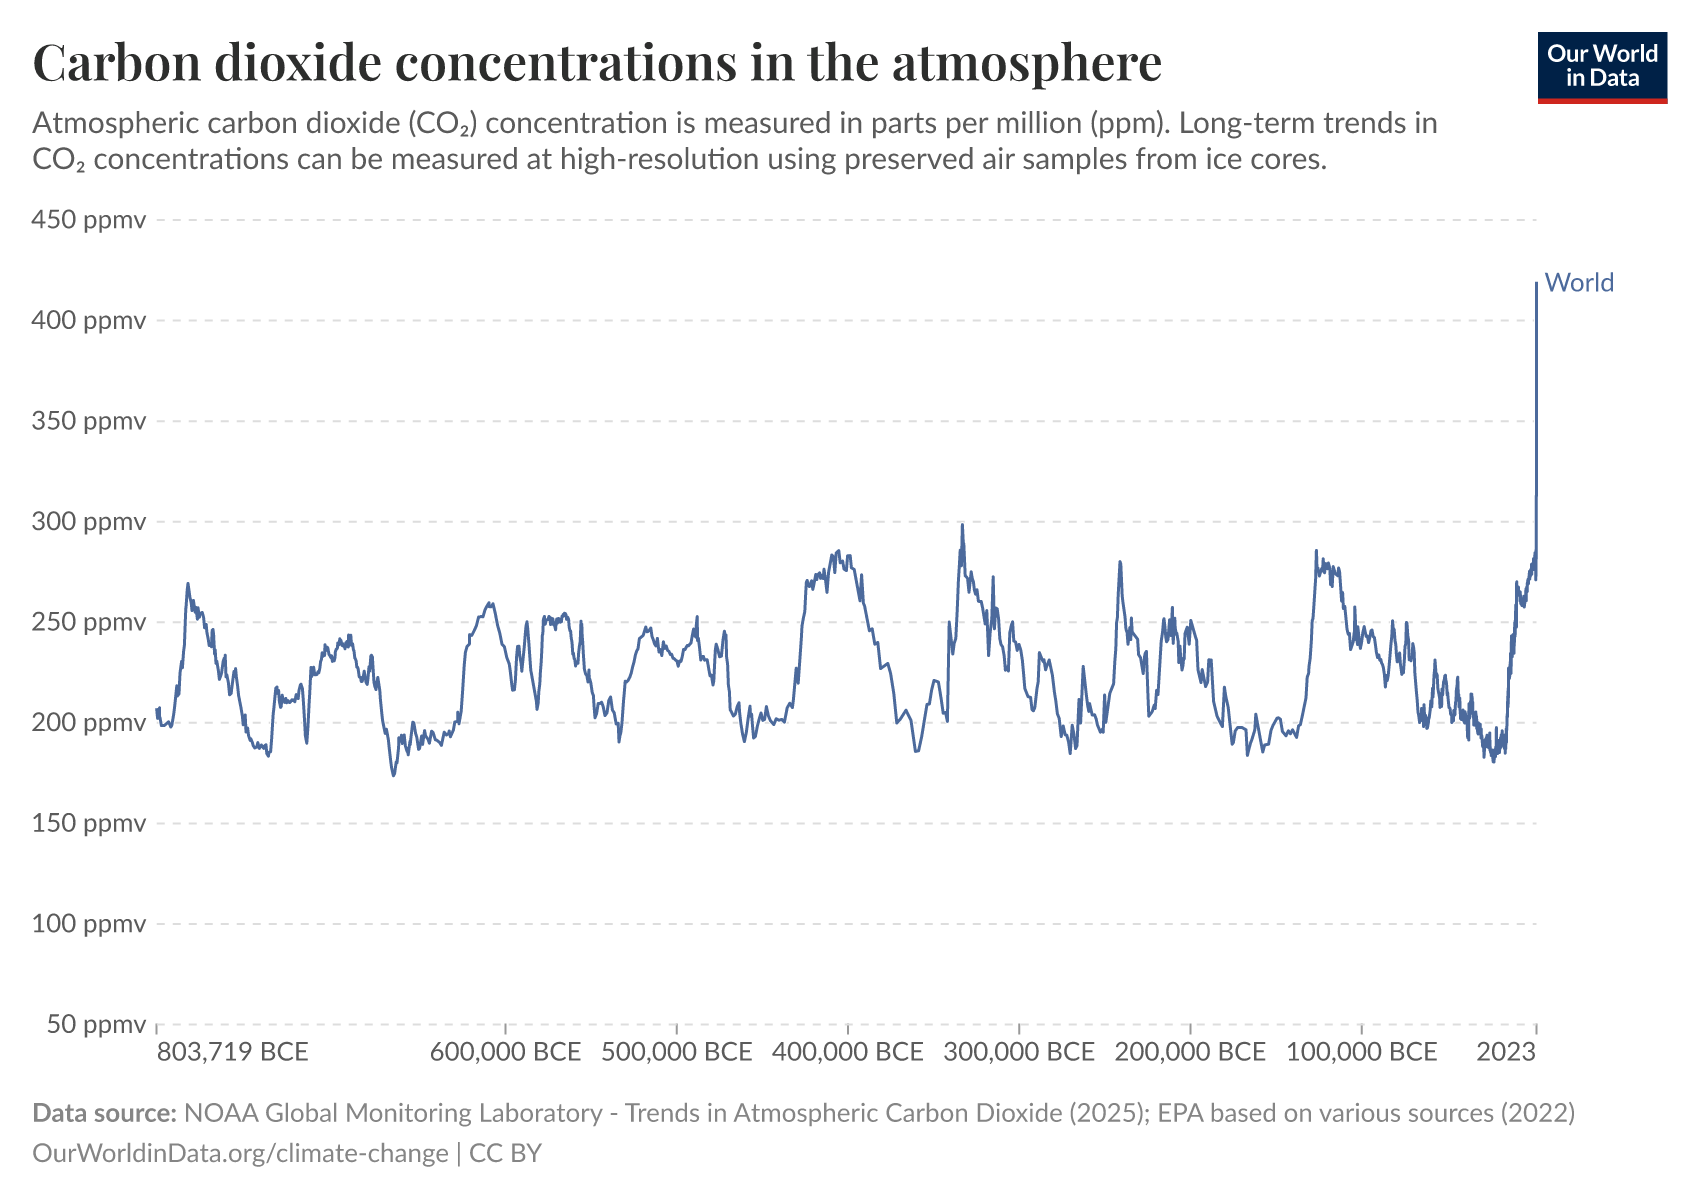 Carbon dioxide concentrations in the atmosphere
Our World
in Data
Atmospheric carbon dioxide (CO₂) concentration is measured in parts per million (ppm). Long-term trends in
CO₂ concentrations can be measured at high-resolution using preserved air samples from ice cores.
450 ppmv
World
400 ppmv
350 ppmv
300 ppmv
250 ppmv
200 ppmv
150 ppmv
100 ppmv
50 ppmv
803,719 BCE 600,000 BCE 500,000 BCE 400,000 BCE 300,000 BCE 200,000 BCE 100,000 BCE 2023
Data source: NOAA Global Monitoring Laboratory - Trends in Atmospheric Carbon Dioxide (2025); EPA based on various sources (2022)
OurWorldinData.org/climate-change | CC BY